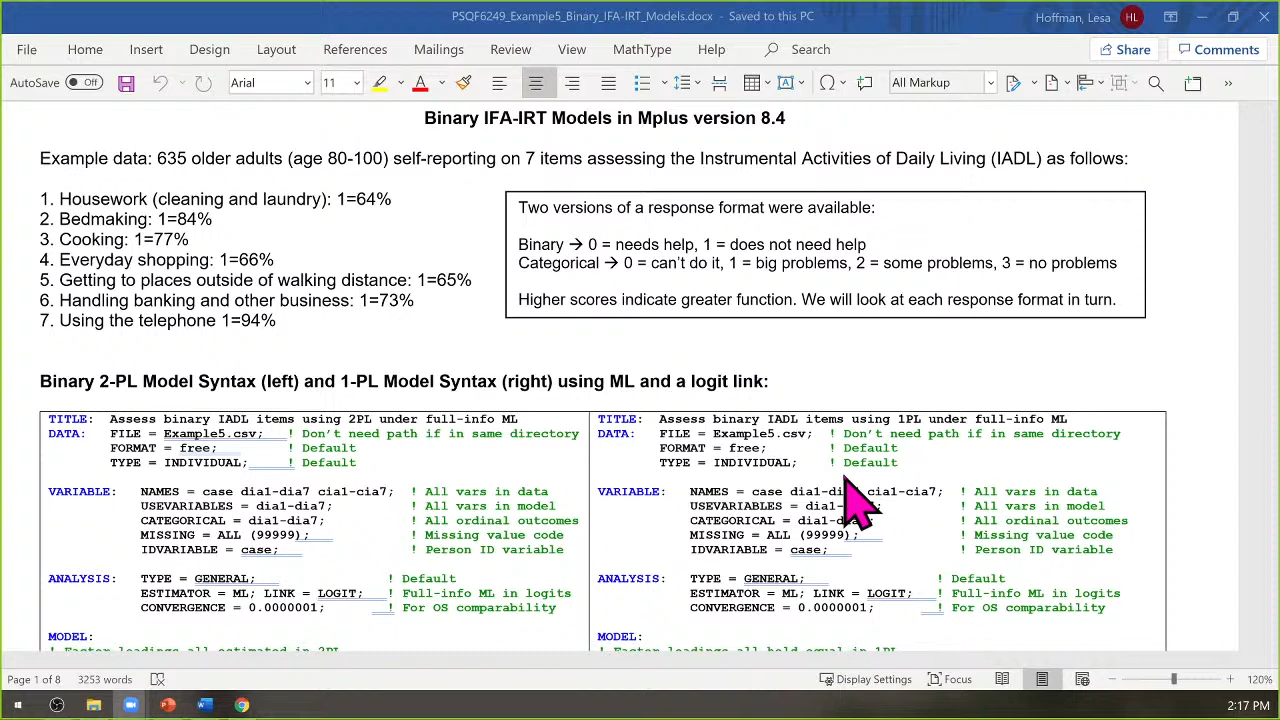 PSQF6249_Example5_Binary_IFA-IRT_Models.docx - Saved to this PC
Hoffman, Lesa HL
File Home Insert Design Layout References Mailings Review View MathType Help Search Share Comments
AutoSave Off Arial 11 All Markup
Binary IFA-IRT Models in Mplus version 8.4
Example data: 635 older adults (age 80-100) self-reporting on 7 items assessing the Instrumental Activities of Daily Living (IADL) as follows:
1. Housework (cleaning and laundry): 1=64%
2. Bedmaking: 1=84%
3. Cooking: 1=77%
4. Everyday shopping: 1=66%
5. Getting to places outside of walking distance: 1=65%
6. Handling banking and other business: 1=73%
7. Using the telephone 1=94%
Two versions of a response format were available:
Binary → 0 = needs help, 1 = does not need help
Categorical → 0 = can't do it, 1 = big problems, 2 = some problems, 3 = no problems
Higher scores indicate greater function. We will look at each response format in turn.
Binary 2-PL Model Syntax (left) and 1-PL Model Syntax (right) using ML and a logit link:
TITLE: Assess binary IADL items using 2PL under full-info ML
DATA: FILE = Example5.csv; ! Don't need path if in same directory
FORMAT = free; ! Default
TYPE = INDIVIDUAL; ! Default
VARIABLE: NAMES = case dia1-dia7 cia1-cia7; ! All vars in data
USEVARIABLES = dia1-dia7; ! All vars in model
CATEGORICAL = dia1-dia7; ! All ordinal outcomes
MISSING = ALL (99999); ! Missing value code
IDVARIABLE = case; ! Person ID variable
ANALYSIS: TYPE = GENERAL; ! Default
ESTIMATOR = ML; LINK = LOGIT; ! Full-info ML in logits
CONVERGENCE = 0.0000001; ! For OS comparability
MODEL:
! Factor loadings all estimated in 2PL
TITLE: Assess binary IADL items using 1PL under full-info ML
DATA: FILE = Example5.csv; ! Don't need path if in same directory
FORMAT = free; ! Default
TYPE = INDIVIDUAL; ! Default
VARIABLE: NAMES = case cia1-cia7; ! All vars in data
USEVARIABLES = ! All vars in model
CATEGORICAL = ! All ordinal outcomes
MISSING = ALL (99999); ! Missing value code
IDVARIABLE = case; ! Person ID variable
ANALYSIS: TYPE = GENERAL; ! Default
ESTIMATOR = ML; LINK = LOGIT; ! Full-info ML in logits
CONVERGENCE = 0.0000001; ! For OS comparability
MODEL:
! Factor loadings all held equal in 1PL
Page 1 of 8 3253 words Display Settings Focus 120%
2:17 PM